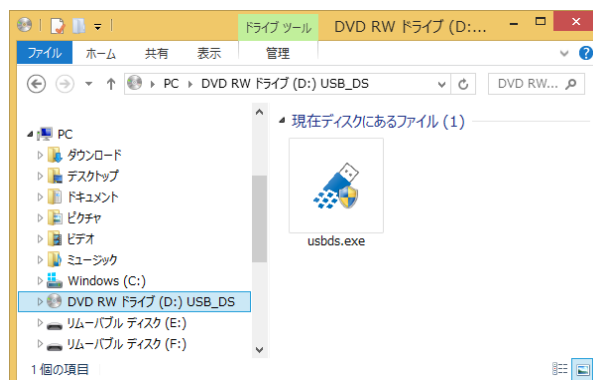 ドライブ ツール
DVD RW ドライブ (D:...
ファイル
ホーム
共有
表示
管理
PC
DVD RW ドライブ (D:) USB_DS
DVD RW...
PC
ダウンロード
デスクトップ
ドキュメント
ピクチャ
ビデオ
ミュージック
Windows (C:)
DVD RW ドライブ (D:) USB_DS
リムーバブル ディスク (E:)
リムーバブル ディスク (F:)
現在ディスクにあるファイル (1)
usbds.exe
1 個の項目